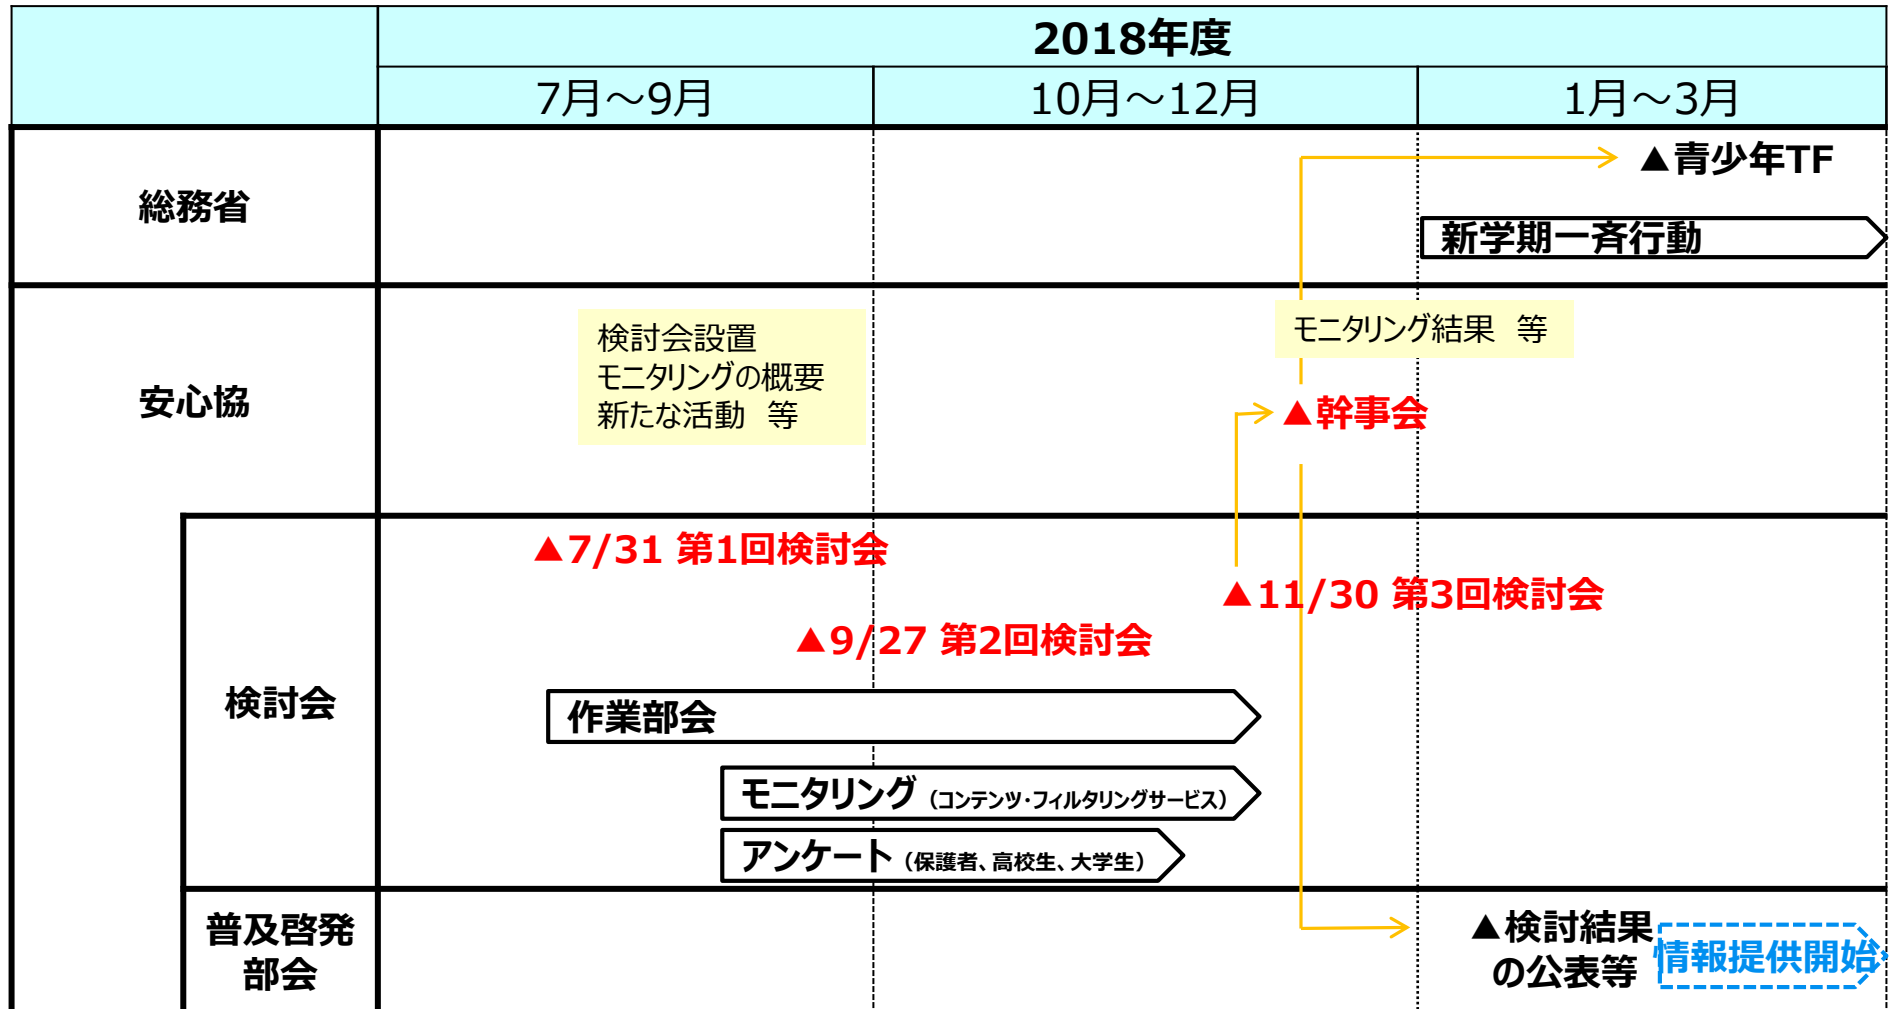 2018年度
7月～9月
10月～12月
1月～3月
総務省
▲青少年TF
新学期一斉行動
安心協
検討会設置
モニタリングの概要
新たな活動　等
モニタリング結果　等
▲幹事会
検討会
▲7/31 第1回検討会
▲11/30 第3回検討会
▲9/27 第2回検討会
作業部会
モニタリング（コンテンツ・フィルタリングサービス）
アンケート（保護者、高校生、大学生）
普及啓発
部会
▲検討結果
の公表等
情報提供開始